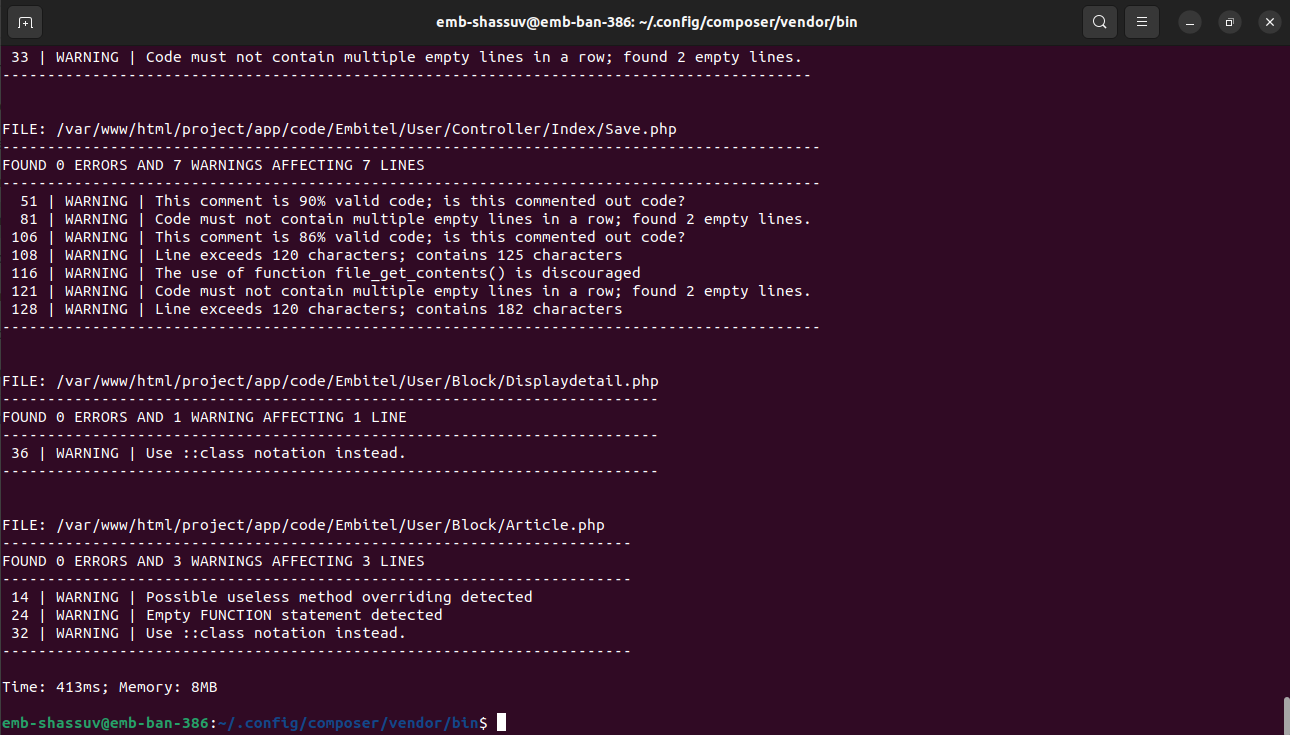 emb-shassuv@emb-ban-386: ~/.config/composer/vendor/bin
33 | WARNING | Code must not contain multiple empty lines in a row; found 2 empty lines.
------------------------------------------------------------------------------------------
FILE: /var/www/html/project/app/code/Embitel/User/Controller/Index/Save.php
-------------------------------------------------------------------------------------------
FOUND 0 ERRORS AND 7 WARNINGS AFFECTING 7 LINES
-------------------------------------------------------------------------------------------
51 | WARNING | This comment is 90% valid code; is this commented out code?
81 | WARNING | Code must not contain multiple empty lines in a row; found 2 empty lines.
106 | WARNING | This comment is 86% valid code; is this commented out code?
108 | WARNING | Line exceeds 120 characters; contains 125 characters
116 | WARNING | The use of function file_get_contents() is discouraged
121 | WARNING | Code must not contain multiple empty lines in a row; found 2 empty lines.
128 | WARNING | Line exceeds 120 characters; contains 182 characters
-------------------------------------------------------------------------------------------
FILE: /var/www/html/project/app/code/Embitel/User/Block/Displaydetail.php
-------------------------------------------------------------------------
FOUND 0 ERRORS AND 1 WARNING AFFECTING 1 LINE
-------------------------------------------------------------------------
36 | WARNING | Use ::class notation instead.
-------------------------------------------------------------------------
FILE: /var/www/html/project/app/code/Embitel/User/Block/Article.php
----------------------------------------------------------------------
FOUND 0 ERRORS AND 3 WARNINGS AFFECTING 3 LINES
----------------------------------------------------------------------
14 | WARNING | Possible useless method overriding detected
24 | WARNING | Empty FUNCTION statement detected
32 | WARNING | Use ::class notation instead.
----------------------------------------------------------------------
Time: 413ms; Memory: 8MB
emb-shassuv@emb-ban-386:~/.config/composer/vendor/bin$